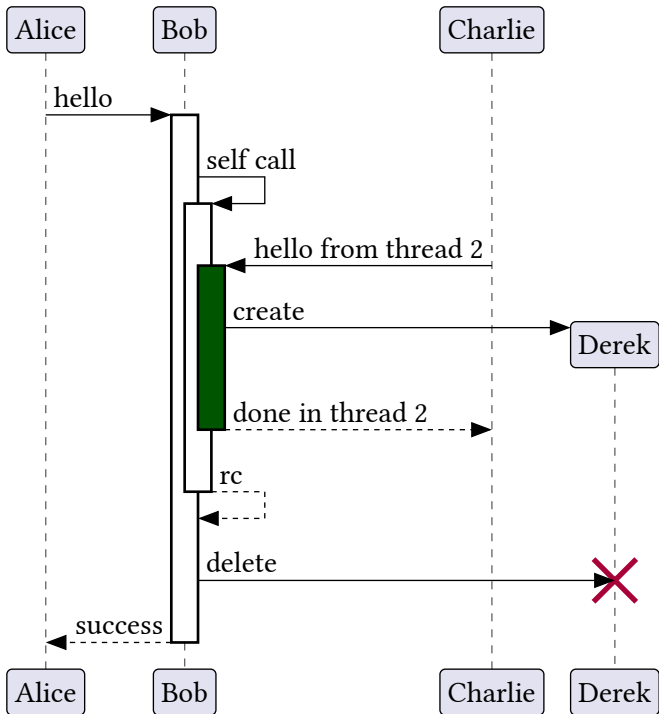 Alice Bob Charlie
hello
self call
hello from thread 2
create
Derek
done in thread 2
rc
delete
success
Alice Bob Charlie Derek